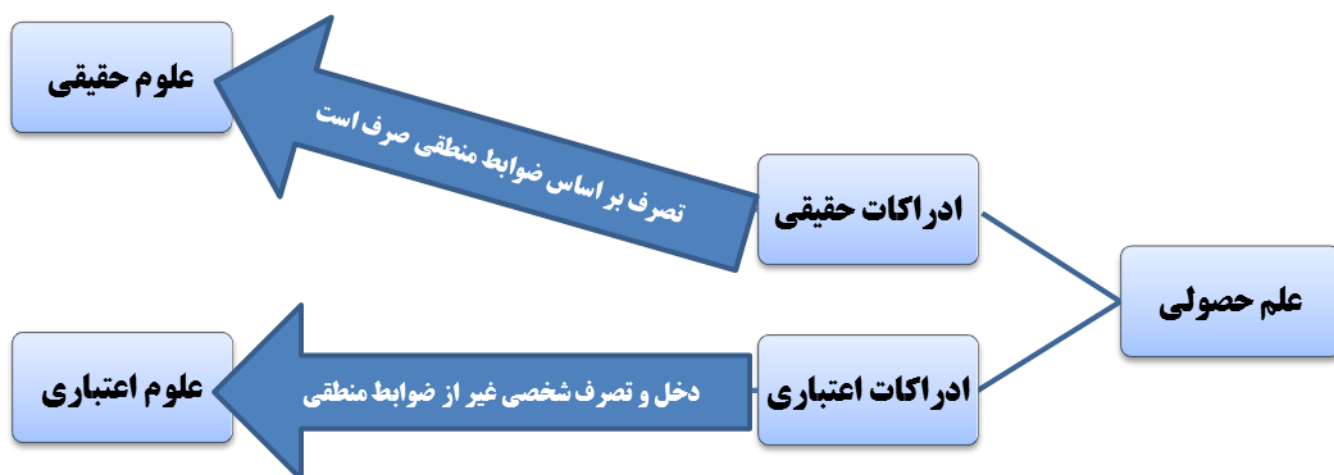 علم حصولی
ادراکات حقیقی
تصرف بر اساس ضوابط منطقی صرف است
علوم حقیقی
ادراکات اعتباری
دخل و تصرف شخصی غیر از ضوابط منطقی
علوم اعتباری